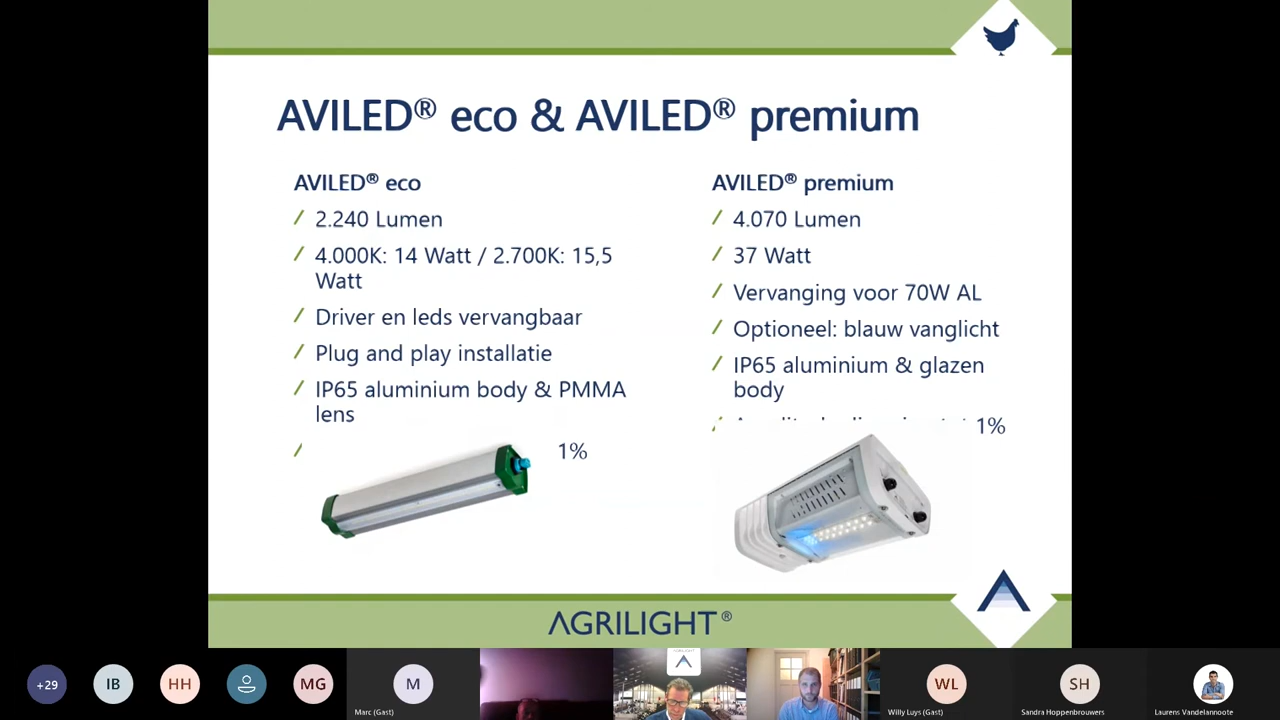 AVILED® eco & AVILED® premium
AVILED® eco
2.240 Lumen
4.000K: 14 Watt / 2.700K: 15,5
Watt
Driver en leds vervangbaar
Plug and play installatie
IP65 aluminium body & PMMA
lens
1%
AVILED® premium
4.070 Lumen
37 Watt
Vervanging voor 70W AL
Optioneel: blauw vanglicht
IP65 aluminium & glazen
body
1%
AGRILIGHT®
+29
IB
HH
MG
M
Marc (Gast)
WL
Willy Luys (Gast)
SH
Sandra Hoppenbrouwers
Laurens Vandelannoote